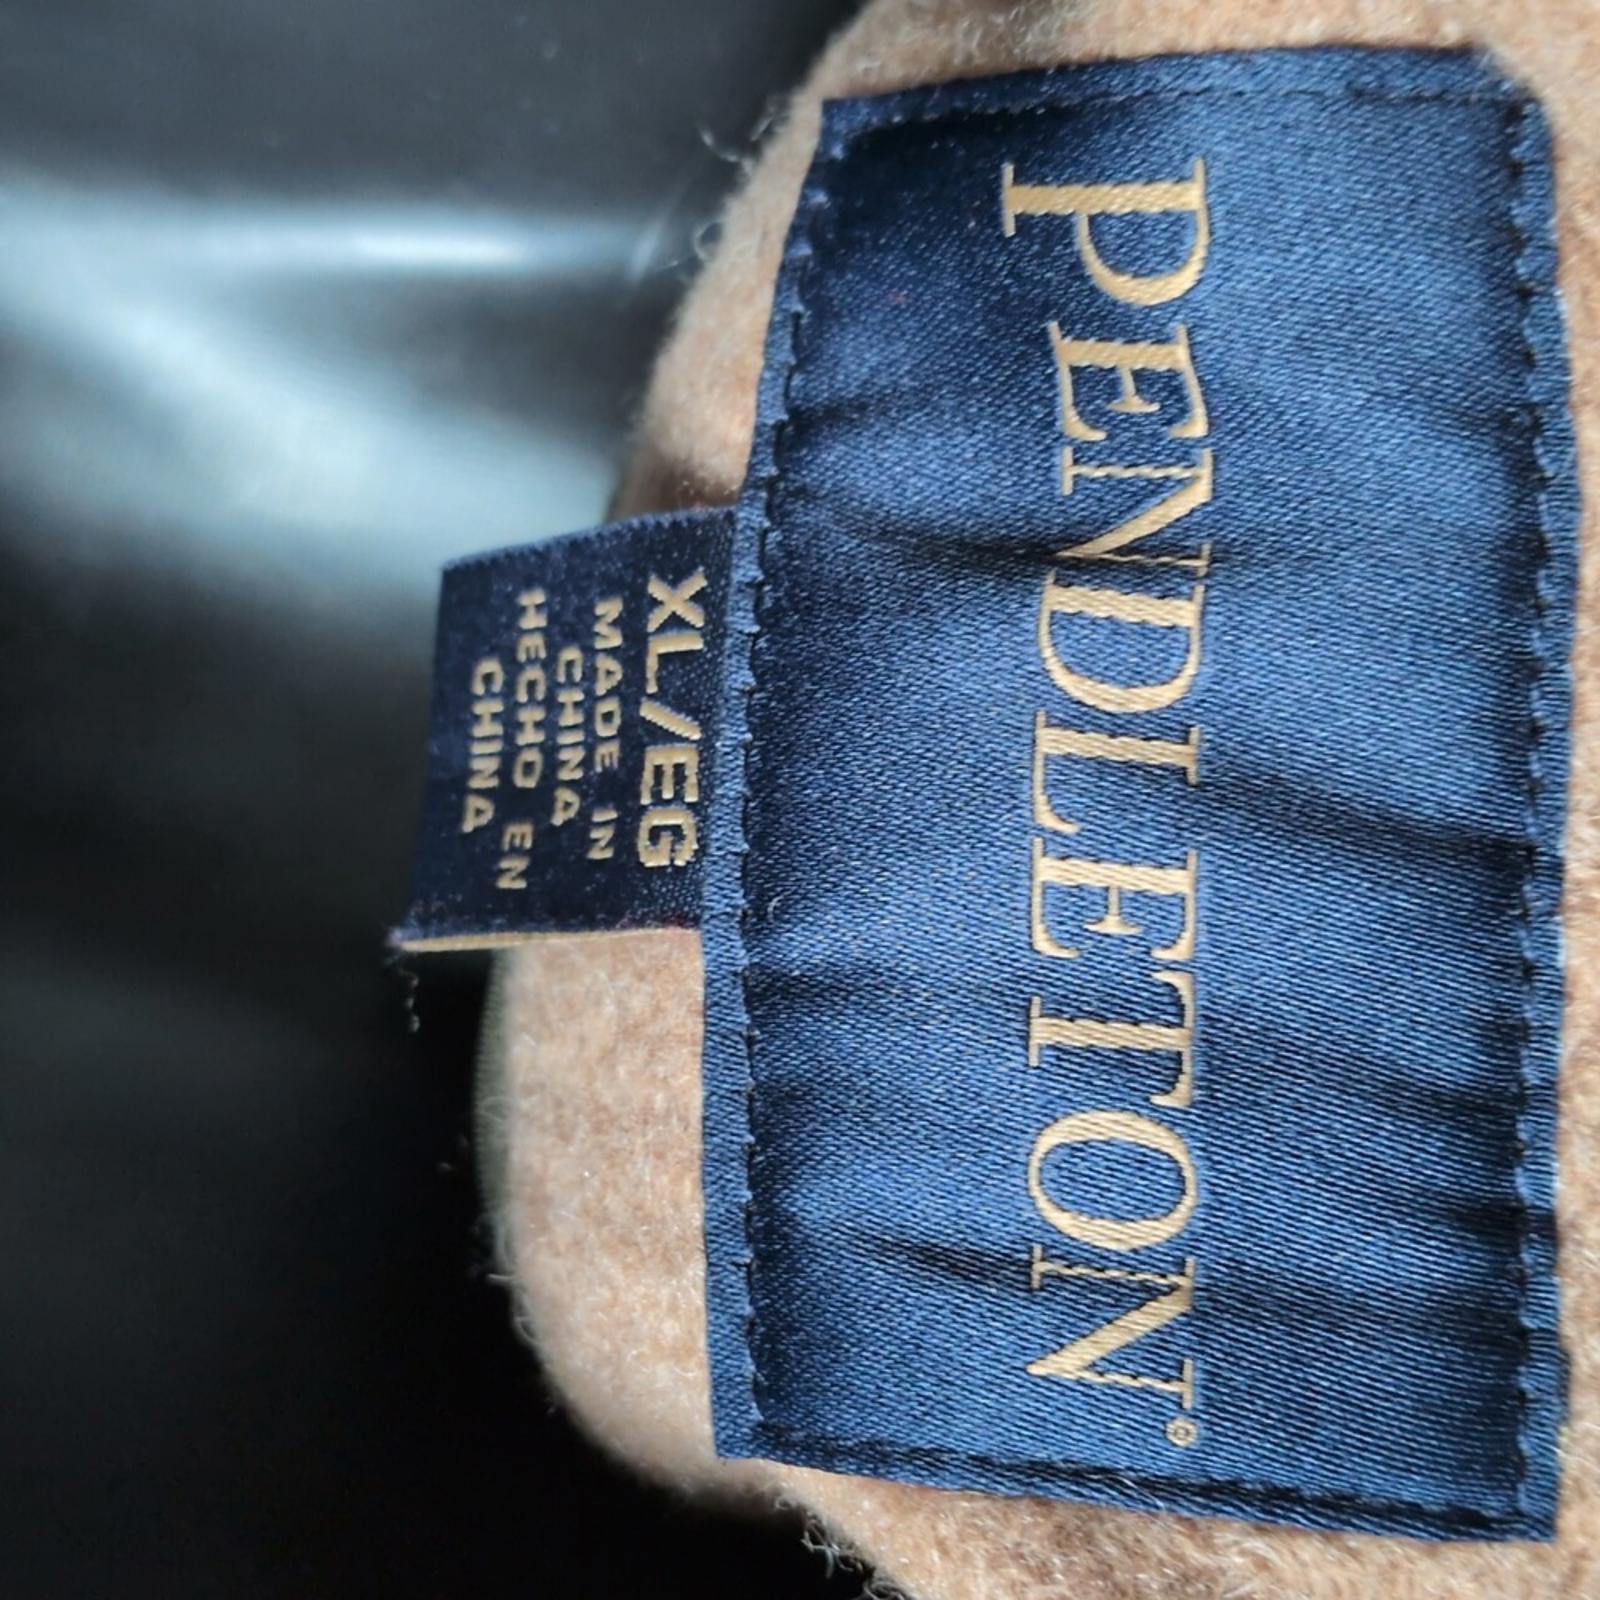 PENDLETON®
XL/EG
MADE IN
CHINA
HECHO EN
CHINA